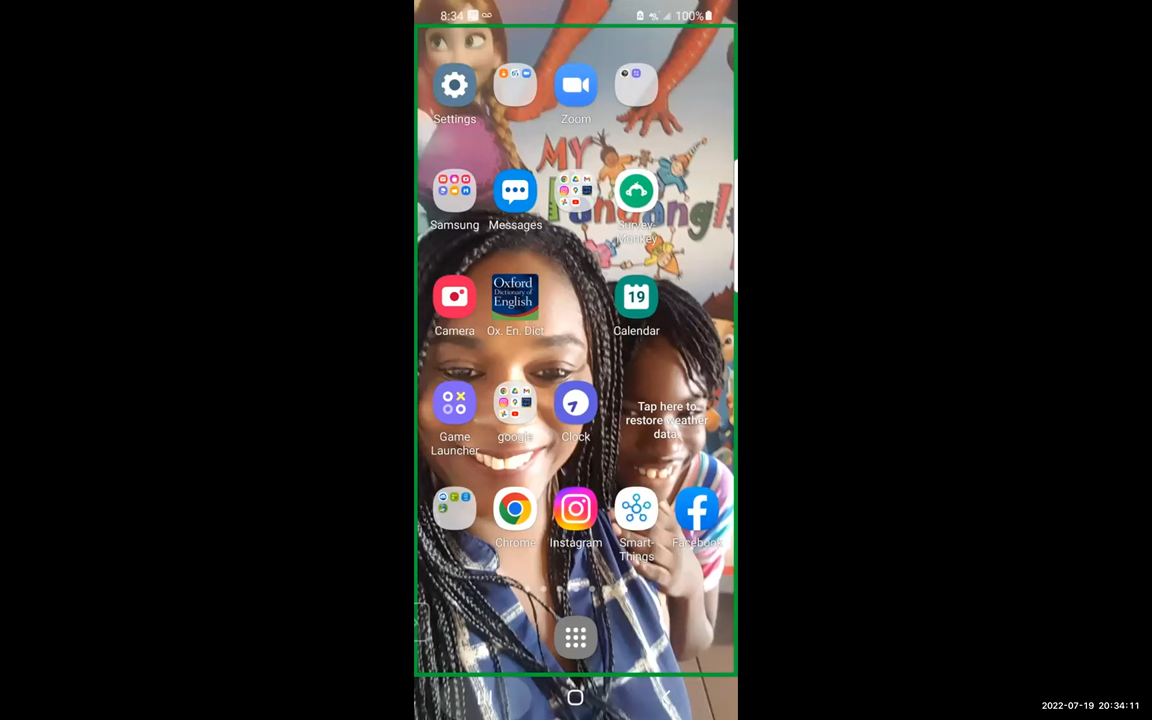 8:34
100%
Settings
Zoom
MY
Samsung
Messages
Survey-
Monkey
Oxford
Dictionary of
English
19
Camera
Ox. En. Dict
Calendar
Tap here to
restore weather
data.
Game
Launcher
google
Clock
Chrome
Instagram
Smart-
Things
Facebook
2022-07-19 20:34:11